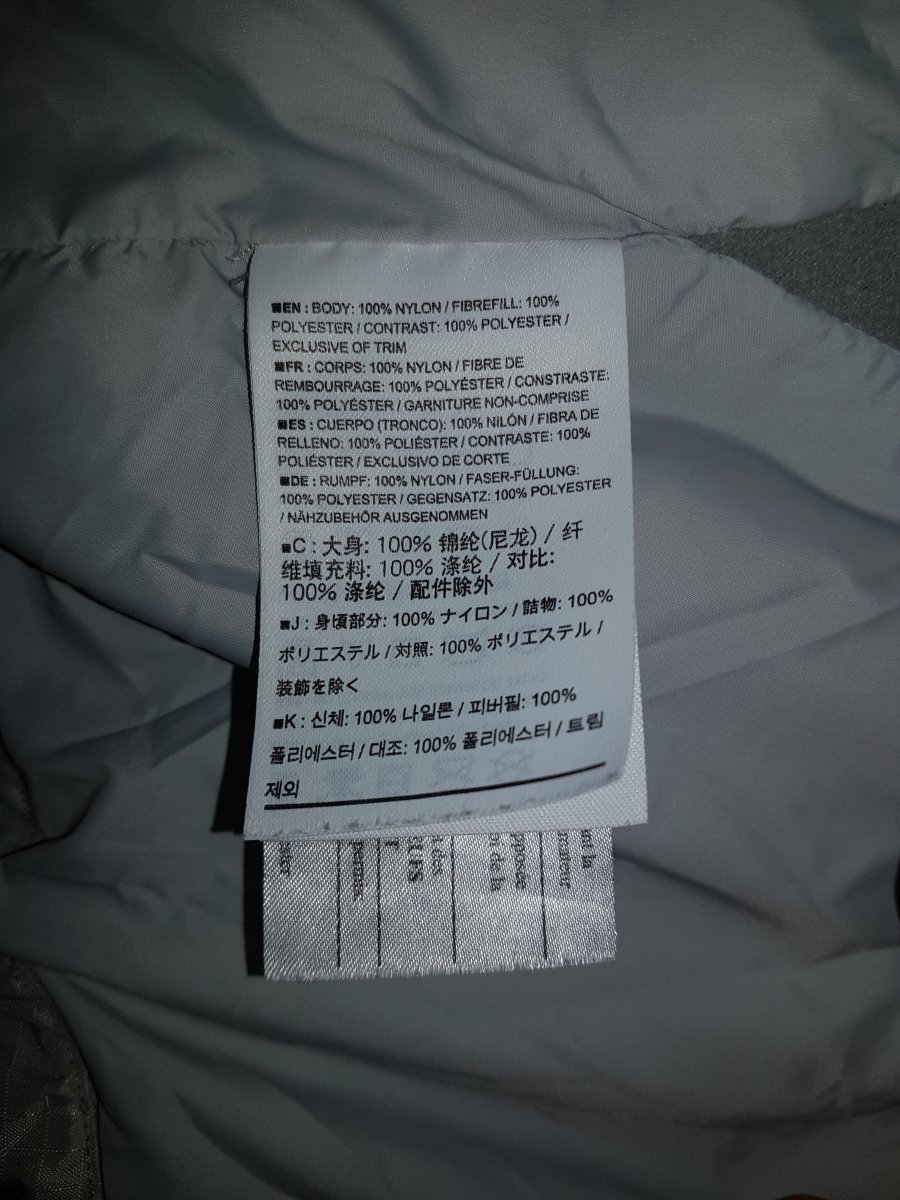 ■EN : BODY: 100% NYLON / FIBREFILL: 100%
POLYESTER / CONTRAST: 100% POLYESTER /
EXCLUSIVE OF TRIM
■FR : CORPS: 100% NYLON / FIBRE DE
REMBOURRAGE: 100% POLYÉSTER / CONSTRASTE:
100% POLYÉSTER / GARNITURE NON-COMPRISE
■ES : CUERPO (TRONCO): 100% NILÓN / FIBRA DE
RELLENO: 100% POLIÉSTER / CONTRASTE: 100%
POLIÉSTER / EXCLUSIVO DE CORTE
■DE : RUMPF: 100% NYLON / FASER-FÜLLUNG:
100% POLYESTER / GEGENSATZ: 100% POLYESTER
/ NÄHZUBEHÖR AUSGENOMMEN
■C : 大身: 100% 锦纶(尼龙) / 纤
维填充料: 100% 涤纶 / 对比:
100% 涤纶 / 配件除外
■J : 身頃部分: 100% ナイロン / 詰物: 100%
ポリエステル / 対照: 100% ポリエステル /
装飾を除く
■K : 신체: 100% 나일론 / 피버필: 100%
폴리에스터 / 대조: 100% 폴리에스터 / 트림
제외